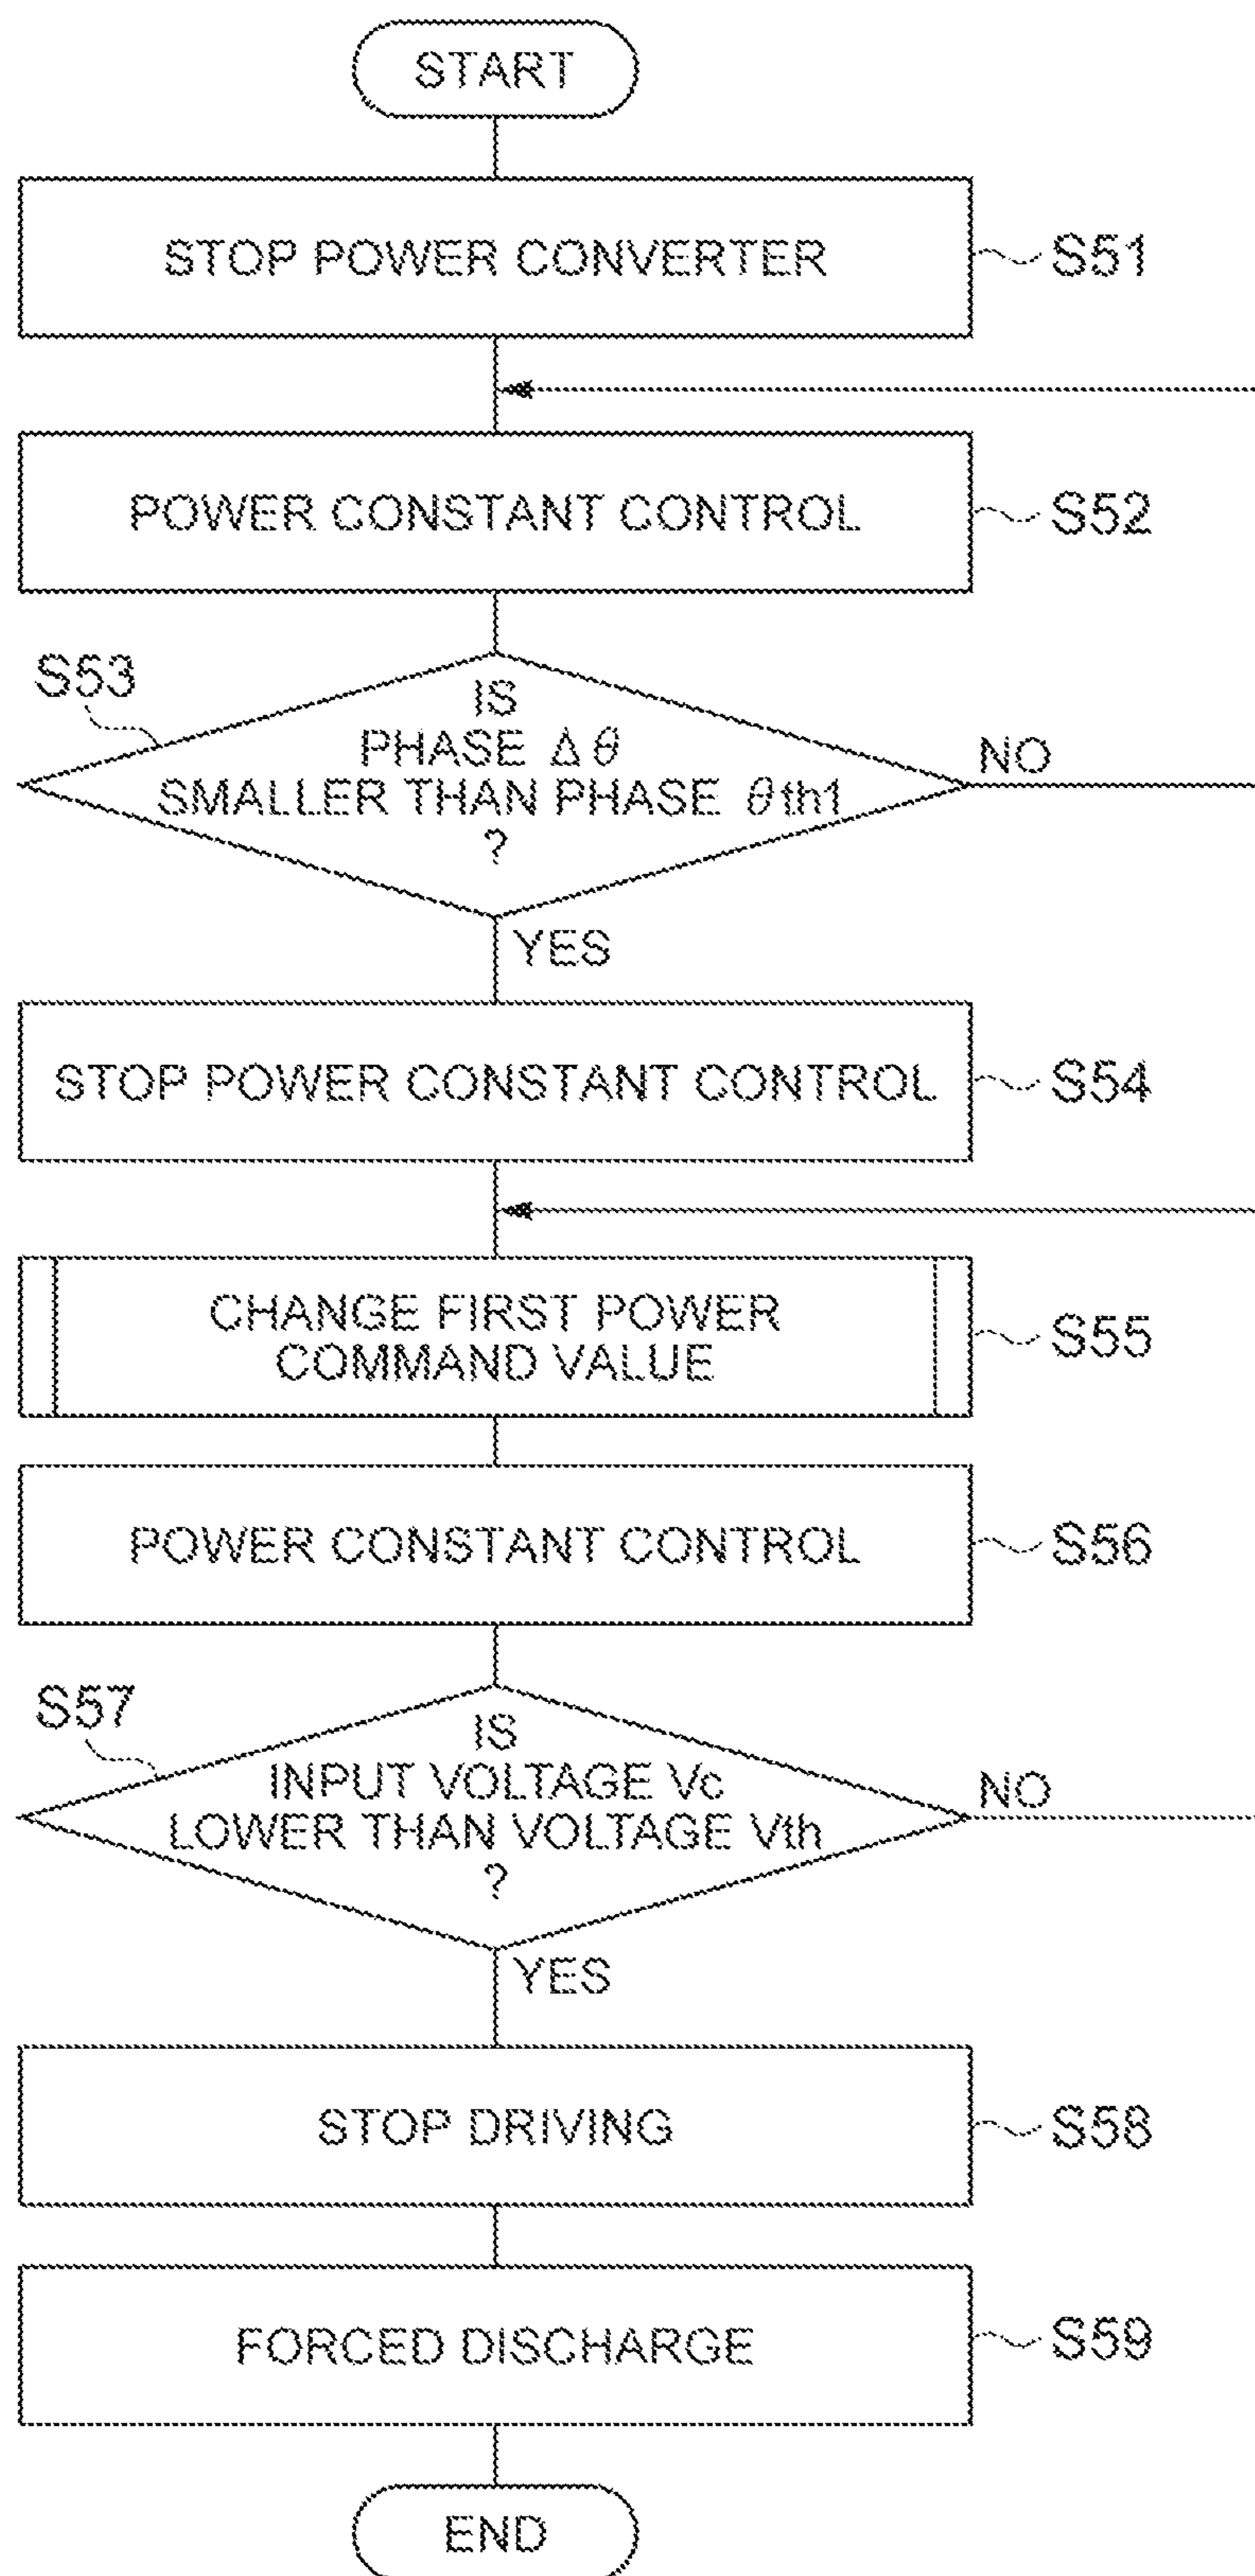 START
STOP POWER CONVERTER
S51
POWER CONSTANT CONTROL
S52
S53
IS
PHASE Δθ
SMALLER THAN PHASE θth1
?
NO
YES
STOP POWER CONSTANT CONTROL
S54
CHANGE FIRST POWER
COMMAND VALUE
S55
POWER CONSTANT CONTROL
S56
S57
IS
INPUT VOLTAGE Vc
LOWER THAN VOLTAGE Vth
?
NO
YES
STOP DRIVING
S58
FORCED DISCHARGE
S59
END